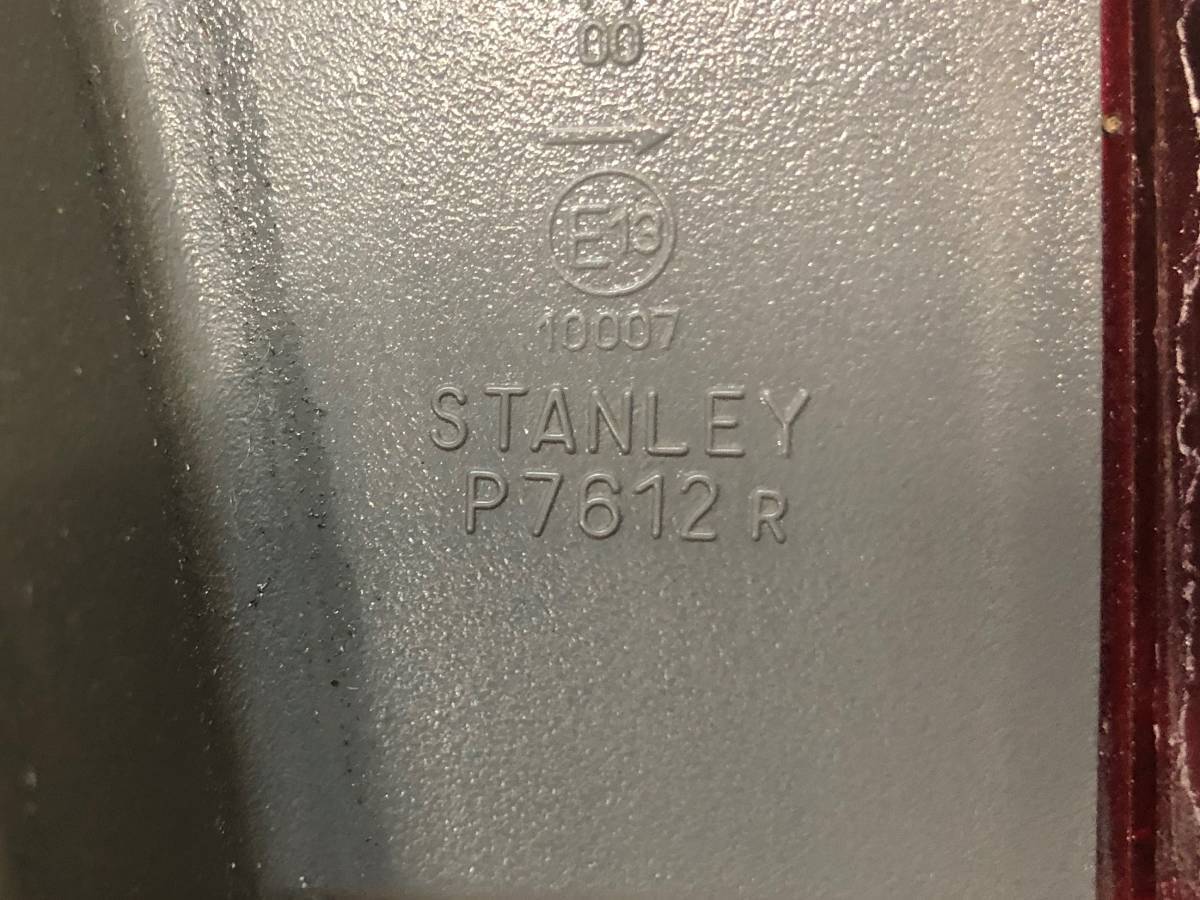 00
E13
10007
STANLEY
P7612 R